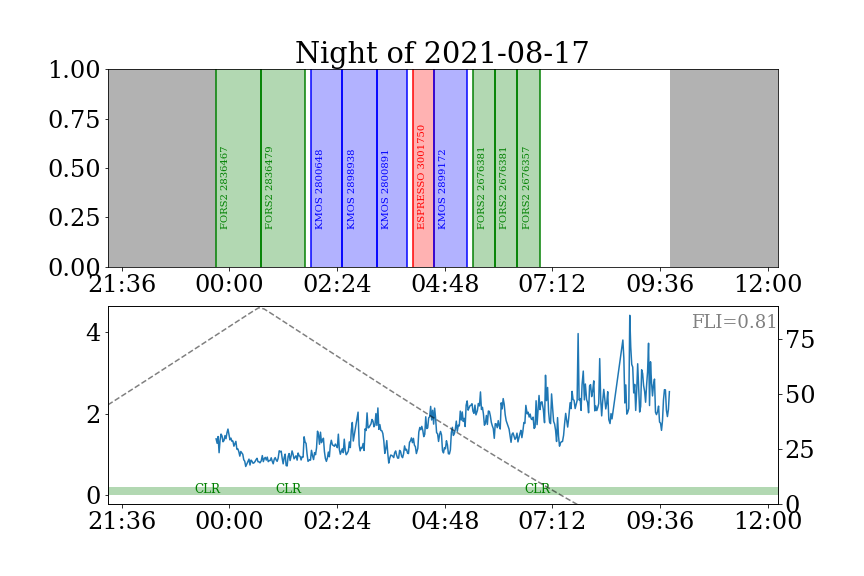 Night of 2021-08-17
1.00
0.75
0.50
0.25
0.00
FORS2 2836467
FORS2 2836479
KMOS 2800648
KMOS 2898938
KMOS 2800891
ESPRESSO 3001750
KMOS 2899172
FORS2 2676381
FORS2 2676381
FORS2 2676357
21:36 00:00 02:24 04:48 07:12 09:36 12:00
FLI=0.81
4
2
0
75
50
25
0
CLR CLR CLR
21:36 00:00 02:24 04:48 07:12 09:36 12:00